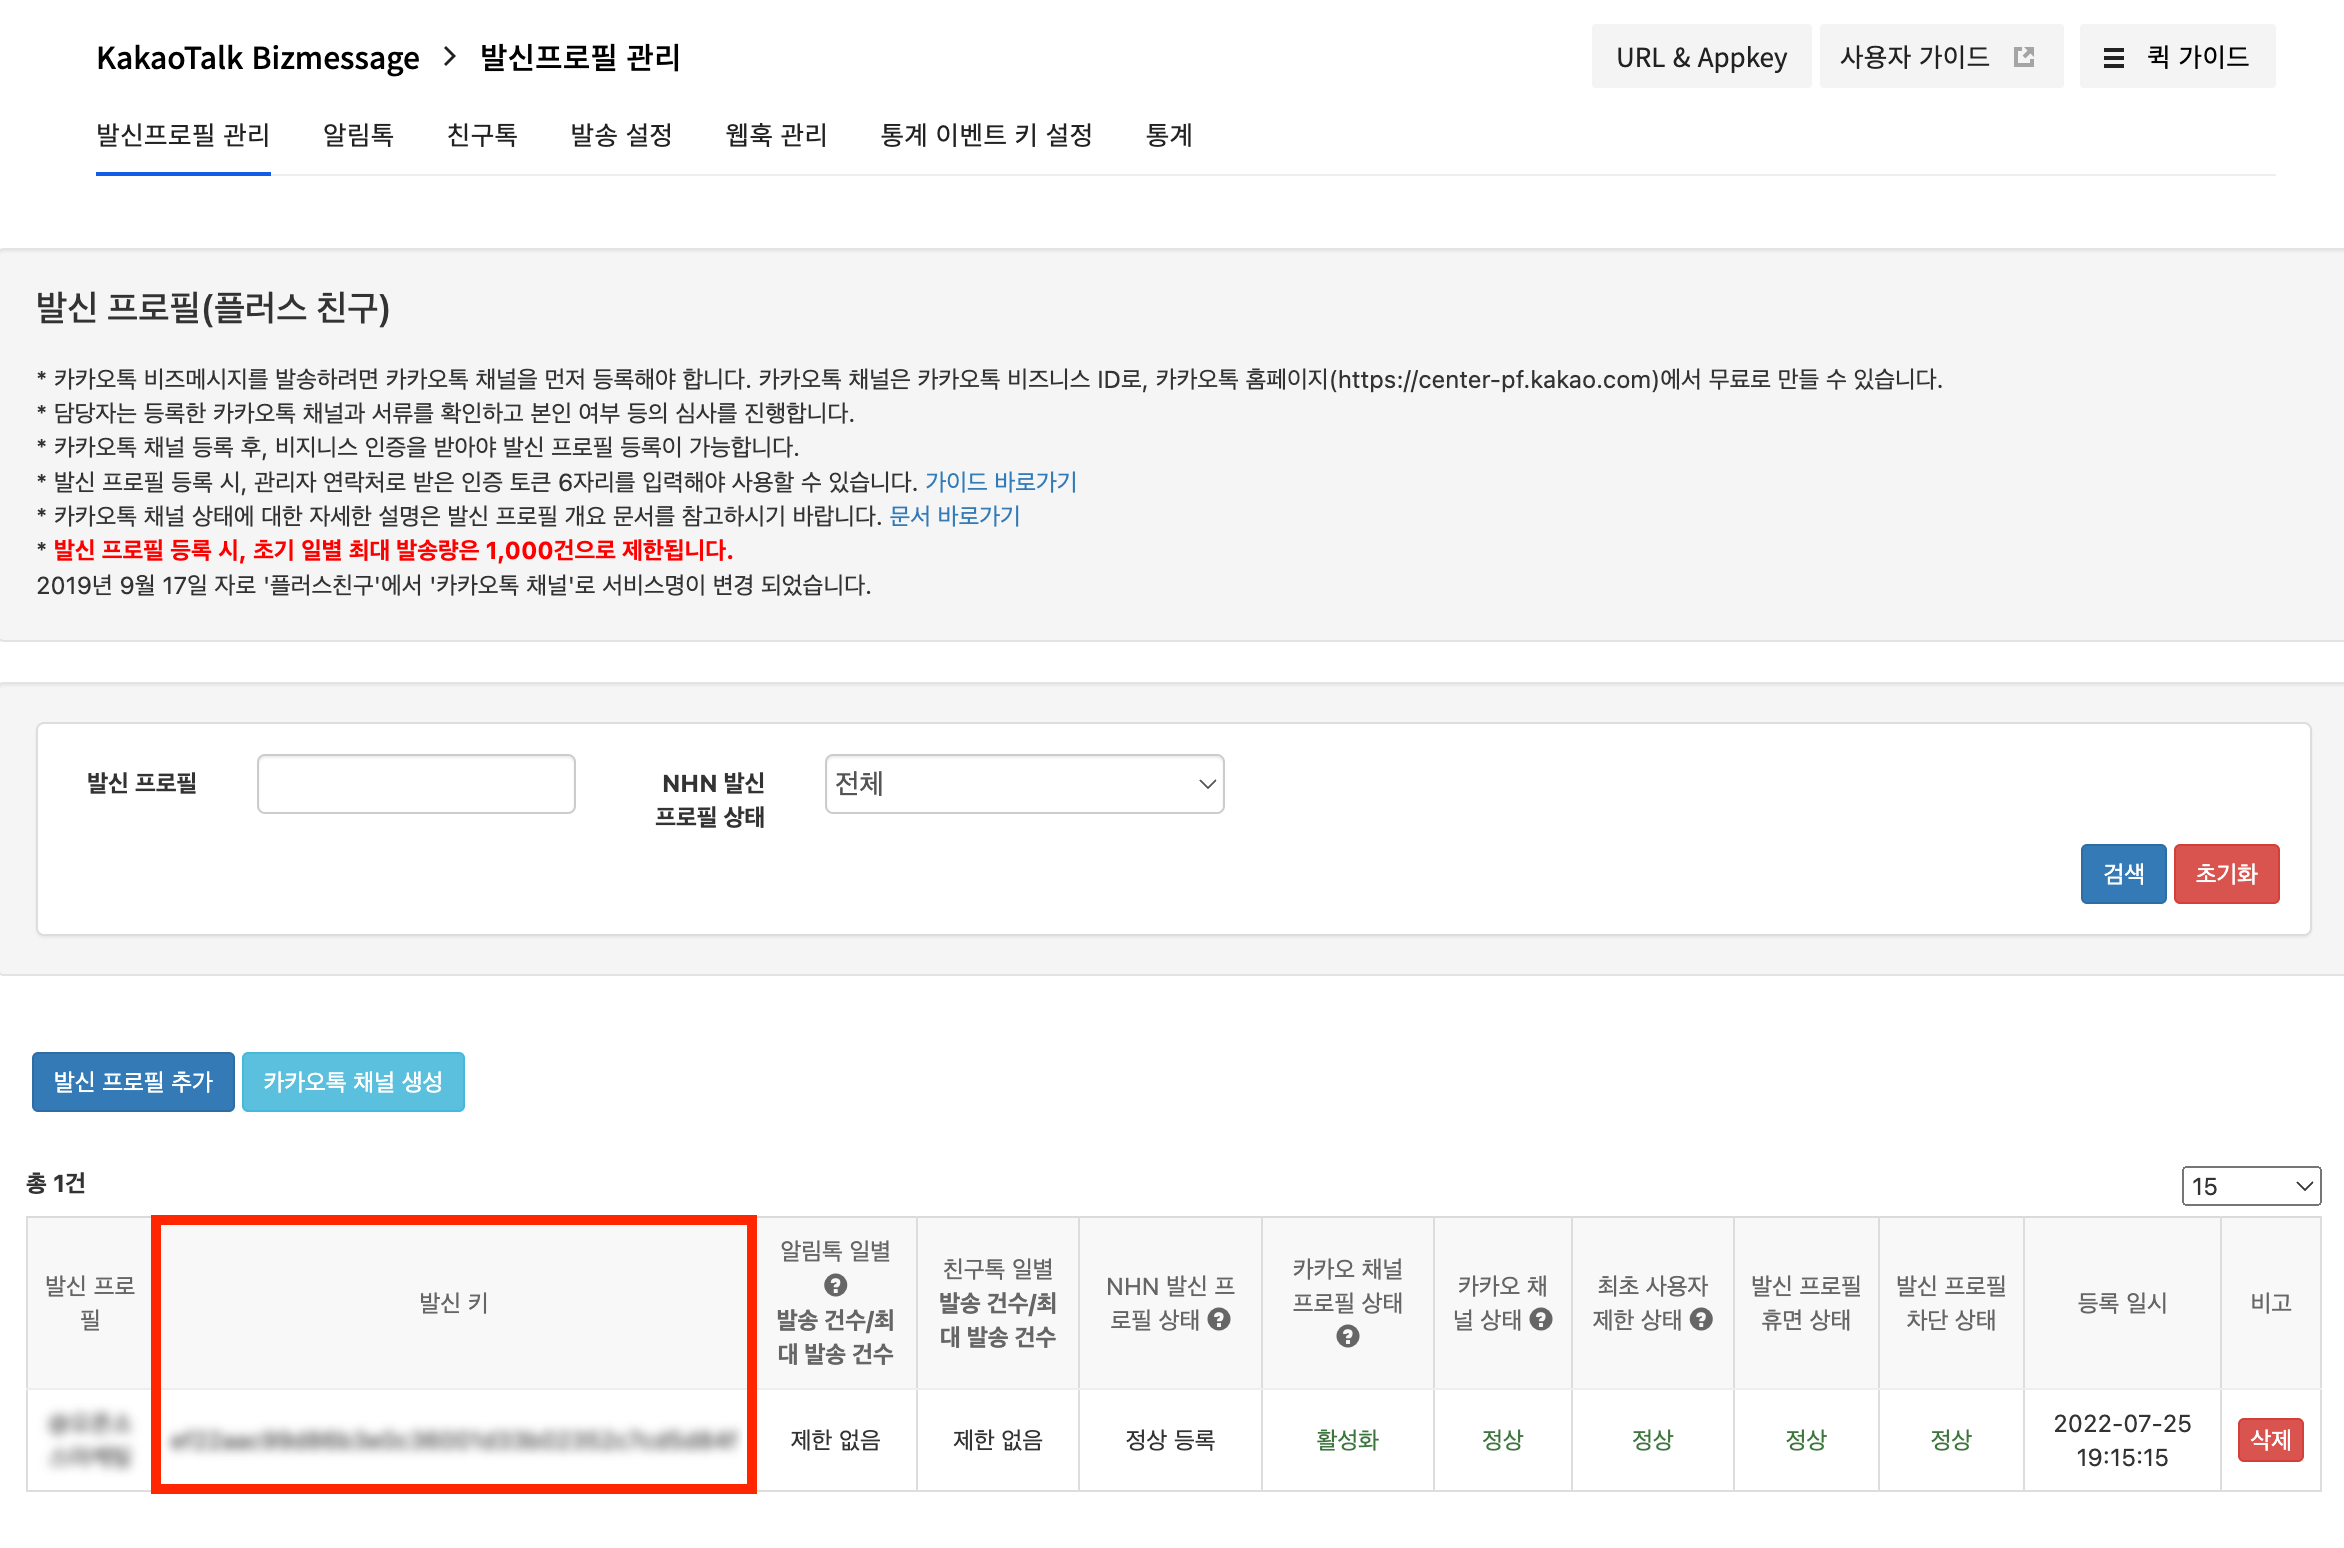 KakaoTalk Bizmessage > 발신프로필 관리
URL & Appkey
사용자 가이드
퀵 가이드
발신프로필 관리
알림톡
친구톡
발송 설정
웹훅 관리
통계 이벤트 키 설정
통계
발신 프로필(플러스 친구)
* 카카오톡 비즈메시지를 발송하려면 카카오톡 채널을 먼저 등록해야 합니다. 카카오톡 채널은 카카오톡 비즈니스 ID로, 카카오톡 홈페이지(https://center-pf.kakao.com)에서 무료로 만들 수 있습니다.
* 담당자는 등록한 카카오톡 채널과 서류를 확인하고 본인 여부 등의 심사를 진행합니다.
* 카카오톡 채널 등록 후, 비지니스 인증을 받아야 발신 프로필 등록이 가능합니다.
* 발신 프로필 등록 시, 관리자 연락처로 받은 인증 토큰 6자리를 입력해야 사용할 수 있습니다. 가이드 바로가기
* 카카오톡 채널 상태에 대한 자세한 설명은 발신 프로필 개요 문서를 참고하시기 바랍니다. 문서 바로가기
* 발신 프로필 등록 시, 초기 일별 최대 발송량은 1,000건으로 제한됩니다.
2019년 9월 17일 자로 '플러스친구'에서 '카카오톡 채널'로 서비스명이 변경 되었습니다.
발신 프로필
NHN 발신
프로필 상태
전체
검색
초기화
발신 프로필 추가
카카오톡 채널 생성
총 1건
15
발신 프로
필
발신 키
알림톡 일별
발송 건수/최
대 발송 건수
친구톡 일별
발송 건수/최
대 발송 건수
NHN 발신 프
로필 상태
카카오 채널
프로필 상태
카카오 채
널 상태
최초 사용자
제한 상태
발신 프로필
휴면 상태
발신 프로필
차단 상태
등록 일시
비고
제한 없음
제한 없음
정상 등록
활성화
정상
정상
정상
정상
2022-07-25
19:15:15
삭제